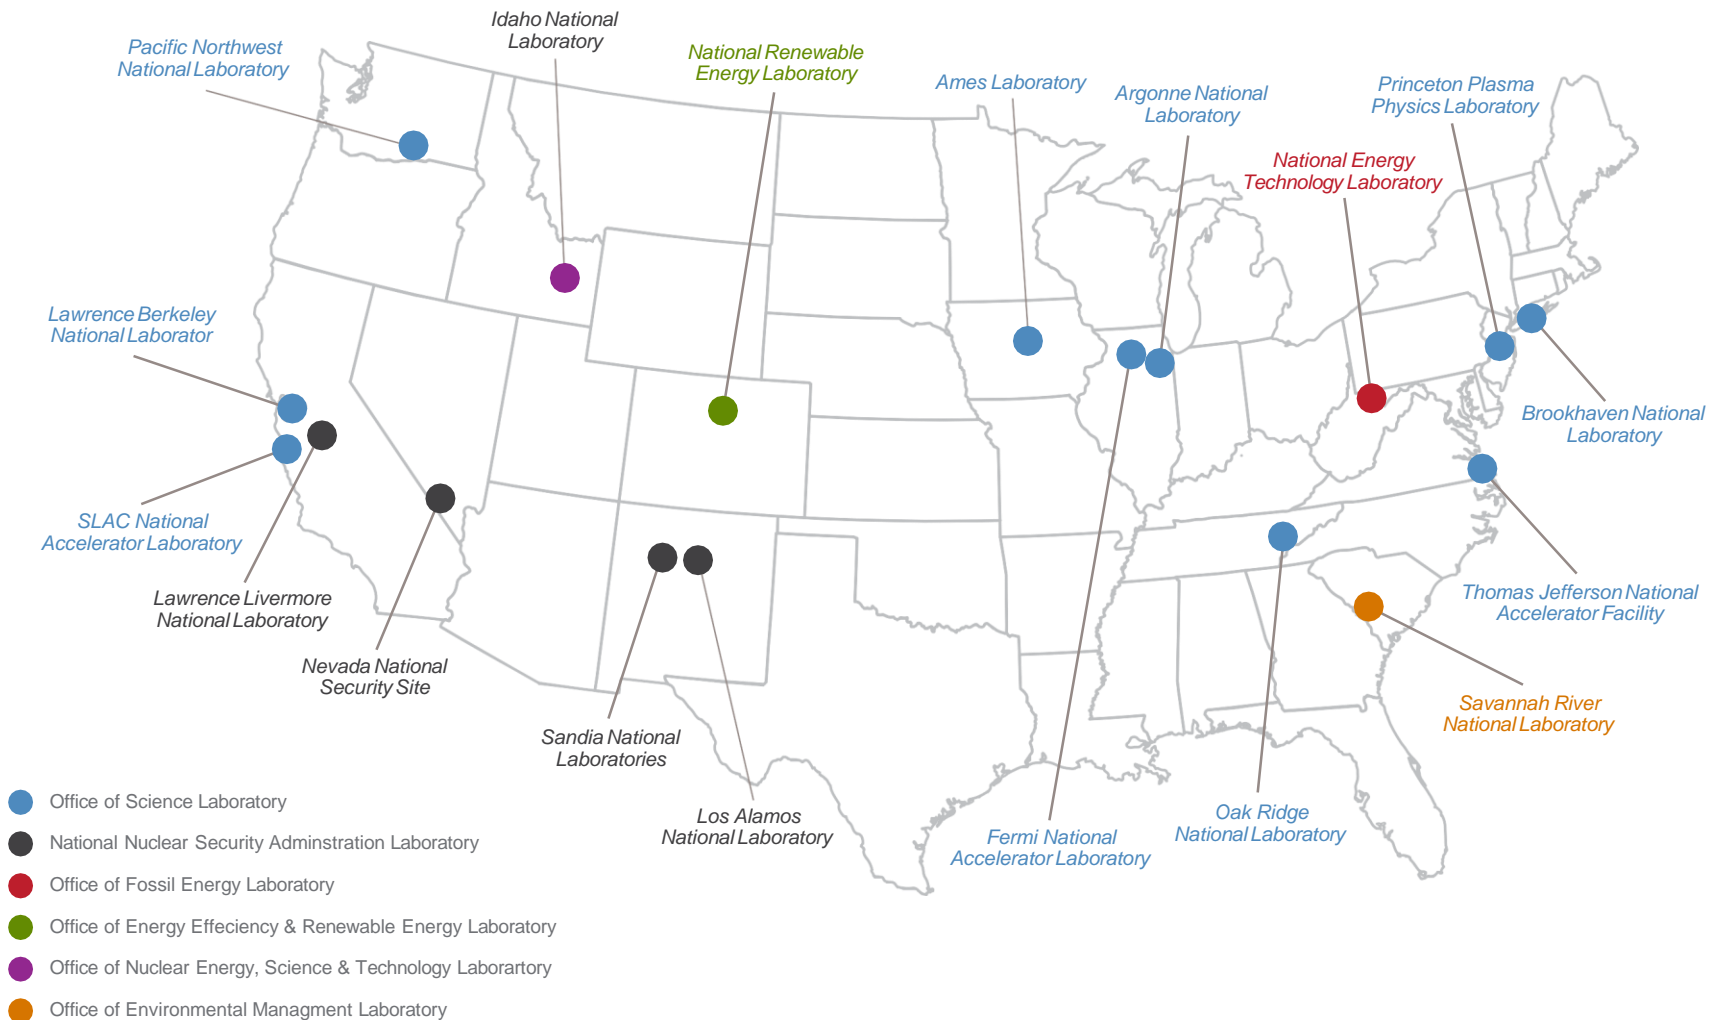 Idaho National
Laboratory
Pacific Northwest
National Laboratory
National Renewable
Energy Laboratory
Ames Laboratory
Argonne National
Laboratory
Princeton Plasma
Physics Laboratory
National Energy
Technology Laboratory
Lawrence Berkeley
National Laborator
Brookhaven National
Laboratory
SLAC National
Accelerator Laboratory
Lawrence Livermore
National Laboratory
Thomas Jefferson National
Accelerator Facility
Nevada National
Security Site
Savannah River
National Laboratory
Sandia National
Laboratories
Los Alamos
National Laboratory
Fermi National
Accelerator Laboratory
Oak Ridge
National Laboratory
Office of Science Laboratory
National Nuclear Security Adminstration Laboratory
Office of Fossil Energy Laboratory
Office of Energy Effeciency & Renewable Energy Laboratory
Office of Nuclear Energy, Science & Technology Laborartory
Office of Environmental Managment Laboratory